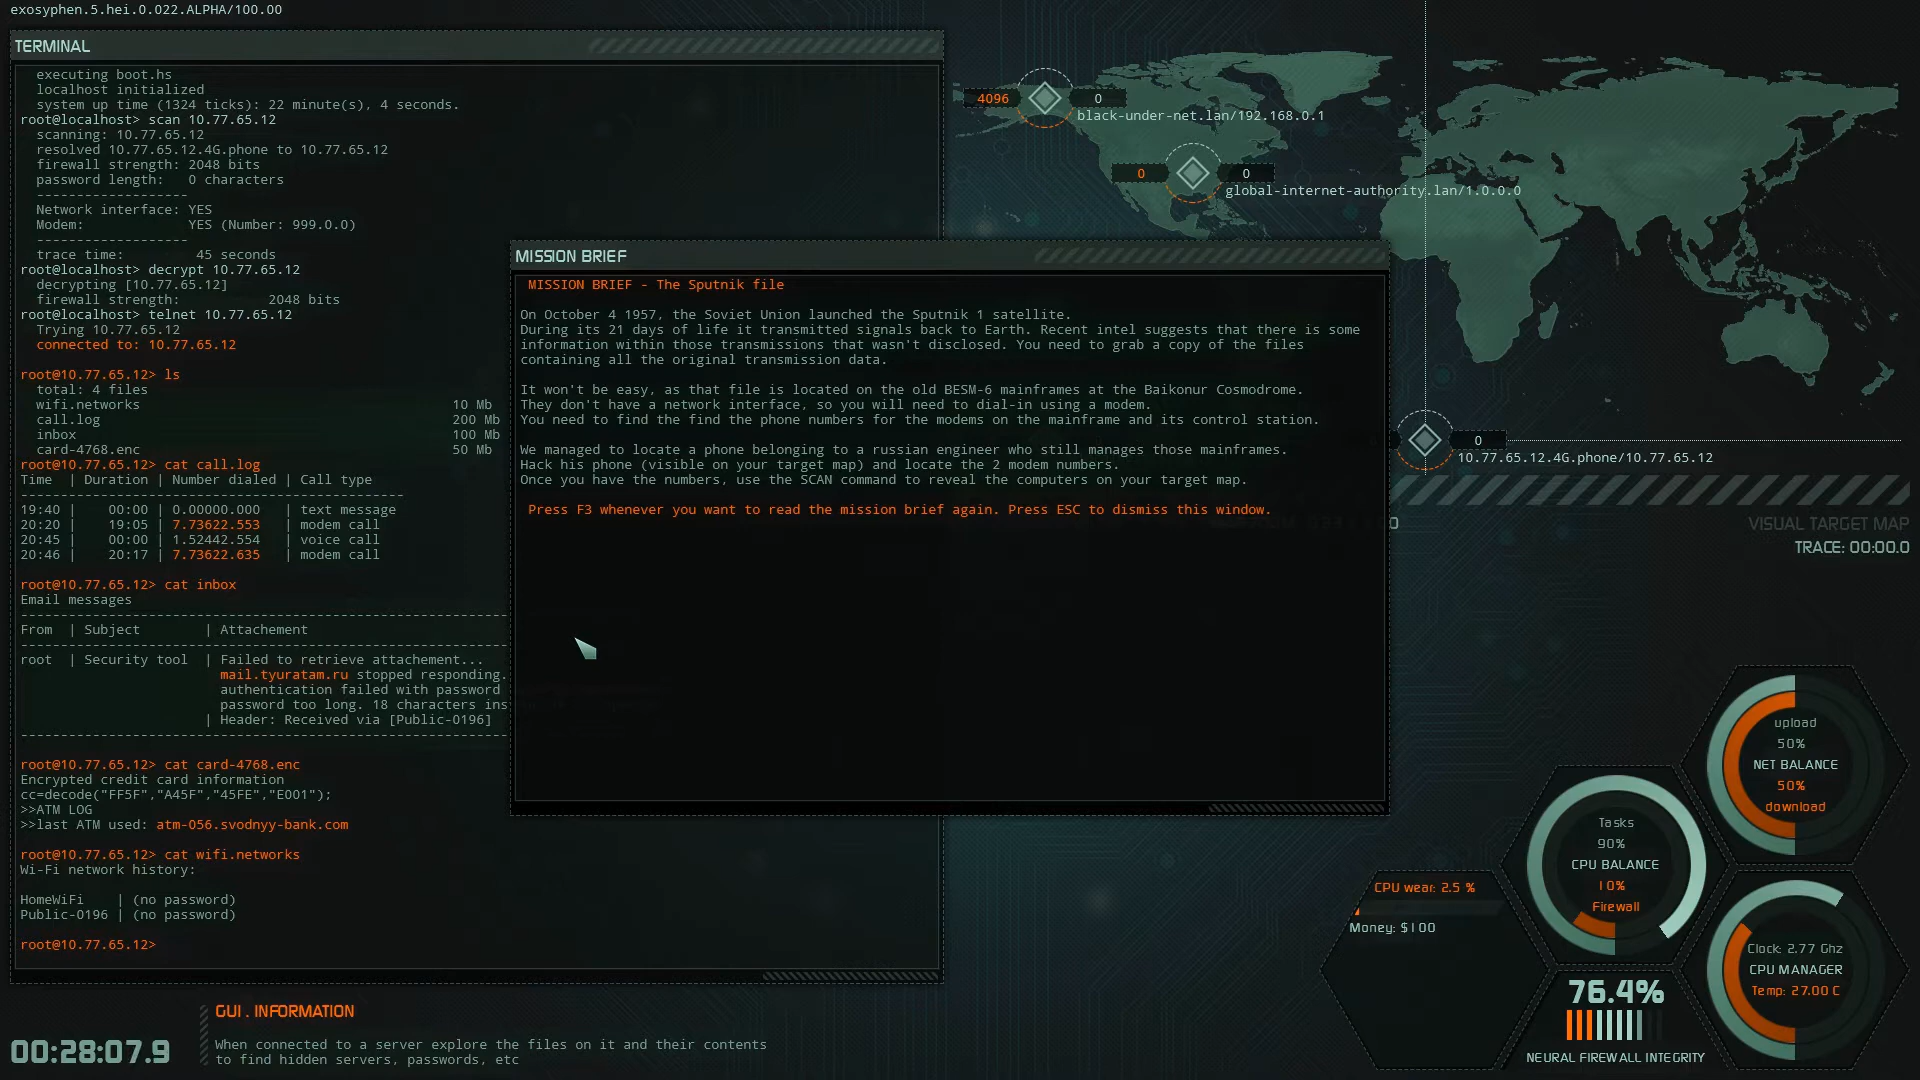 exosyphen.5.hei.0.022.ALPHA/100.00
TERMINAL
executing boot.hs
localhost initialized
system up time (1324 ticks): 22 minute(s), 4 seconds.
root@localhost> scan 10.77.65.12
scanning: 10.77.65.12
resolved 10.77.65.12.4G.phone to 10.77.65.12
firewall strength: 2048 bits
password length:   0 characters
-------------------
Network interface: YES
Modem:             YES (Number: 999.0.0)
-------------------
trace time:         45 seconds
root@localhost> decrypt 10.77.65.12
decrypting [10.77.65.12]
firewall strength:           2048 bits
root@localhost> telnet 10.77.65.12
Trying 10.77.65.12
connected to: 10.77.65.12
root@10.77.65.12> ls
total: 4 files
wifi.networks 10 Mb
call.log 200 Mb
inbox 100 Mb
card-4768.enc 50 Mb
root@10.77.65.12> cat call.log
Time  | Duration | Number dialed | Call type
------------------------------------------------
19:40 |    00:00 | 0.00000.000   | text message
20:20 |    19:05 | 7.73622.553   | modem call
20:45 |    00:00 | 1.52442.554   | voice call
20:46 |    20:17 | 7.73622.635   | modem call
root@10.77.65.12> cat inbox
Email messages
-------------------------------------------------------------
From  | Subject        | Attachement
-------------------------------------------------------------
root  | Security tool  | Failed to retrieve attachement...
mail.tyuratam.ru stopped responding.
authentication failed with password
password too long. 18 characters ins
| Header: Received via [Public-0196]
-------------------------------------------------------------
root@10.77.65.12> cat card-4768.enc
Encrypted credit card information
cc=decode("FF5F","A45F","45FE","E001");
>>ATM LOG
>>last ATM used: atm-056.svodnyy-bank.com
root@10.77.65.12> cat wifi.networks
Wi-Fi network history:
HomeWiFi    | (no password)
Public-0196 | (no password)
root@10.77.65.12>
MISSION BRIEF
MISSION BRIEF - The Sputnik file
On October 4 1957, the Soviet Union launched the Sputnik 1 satellite.
During its 21 days of life it transmitted signals back to Earth. Recent intel suggests that there is some
information within those transmissions that wasn't disclosed. You need to grab a copy of the files
containing all the original transmission data.
It won't be easy, as that file is located on the old BESM-6 mainframes at the Baikonur Cosmodrome.
They don't have a network interface, so you will need to dial-in using a modem.
You need to find the find the phone numbers for the modems on the mainframe and its control station.
We managed to locate a phone belonging to a russian engineer who still manages those mainframes.
Hack his phone (visible on your target map) and locate the 2 modem numbers.
Once you have the numbers, use the SCAN command to reveal the computers on your target map.
Press F3 whenever you want to read the mission brief again. Press ESC to dismiss this window.
4096 0
black-under-net.lan/192.168.0.1
0 0
global-internet-authority.lan/1.0.0.0
0
10.77.65.12.4G.phone/10.77.65.12
VISUAL TARGET MAP
TRACE: 00:00.0
upload
50%
NET BALANCE
50%
download
Tasks
90%
CPU BALANCE
10%
Firewall
CPU wear: 2.5 %
Money: $100
Clock: 2.77 Ghz
CPU MANAGER
Temp: 27.00 C
76.4%
NEURAL FIREWALL INTEGRITY
00:28:07.9
GUI . INFORMATION
When connected to a server explore the files on it and their contents
to find hidden servers, passwords, etc